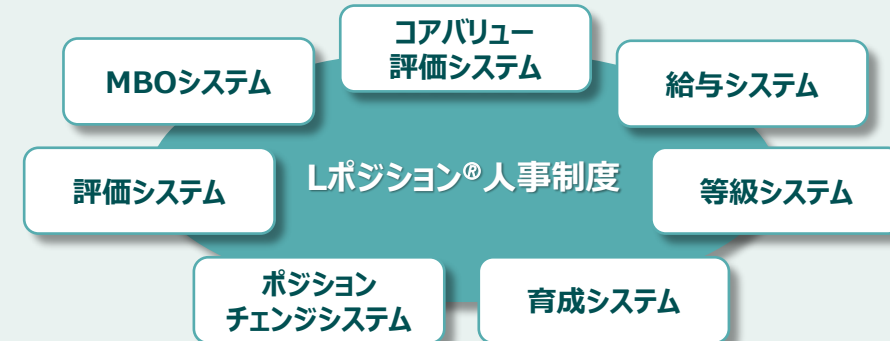 コアバリュー
評価システム
MBOシステム
給与システム
Lポジション®人事制度
評価システム
等級システム
ポジション
チェンジシステム
育成システム